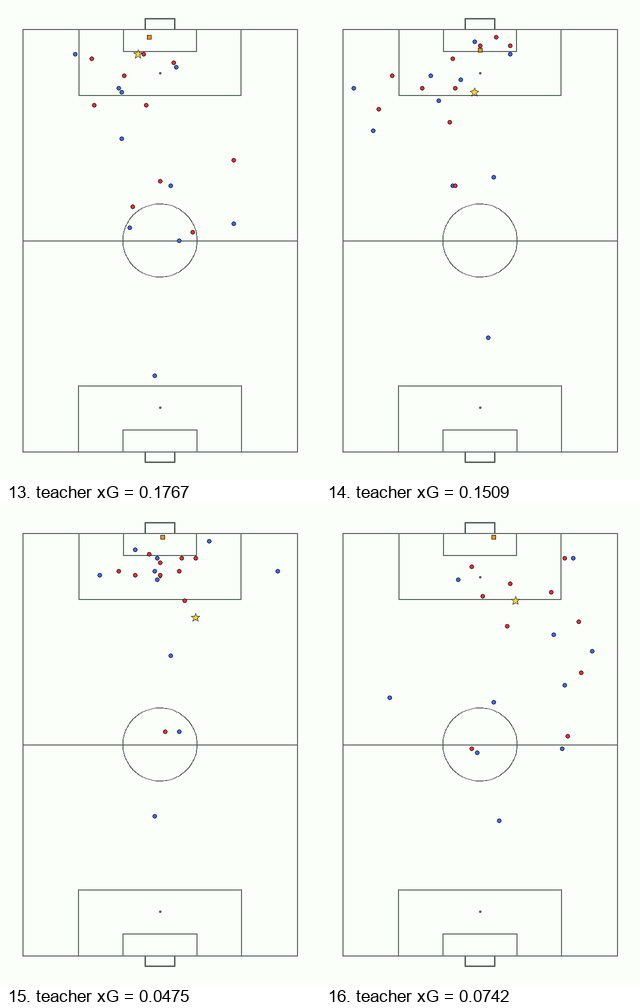 13. teacher xG = 0.1767
14. teacher xG = 0.1509
15. teacher xG = 0.0475
16. teacher xG = 0.0742